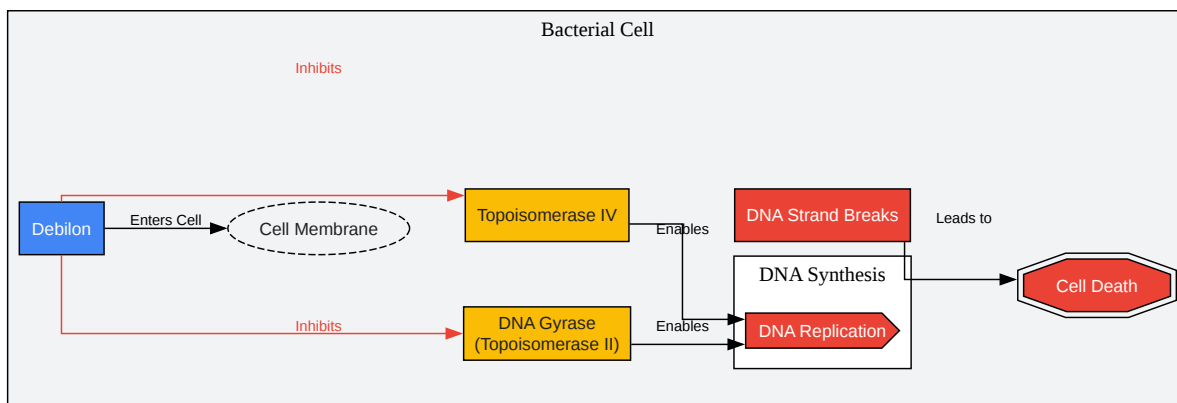 Bacterial Cell
Inhibits
Debilon
Enters Cell
Cell Membrane
Topoisomerase IV
Enables
DNA Strand Breaks
Leads to
DNA Synthesis
Cell Death
Inhibits
DNA Gyrase
(Topoisomerase II)
Enables
DNA Replication